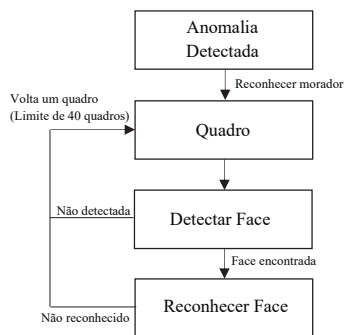 Anomalia
Detectada
Reconhecer morador
Volta um quadro
(Limite de 40 quadros)
Quadro
Não detectada
Detectar Face
Face encontrada
Não reconhecido
Reconhecer Face